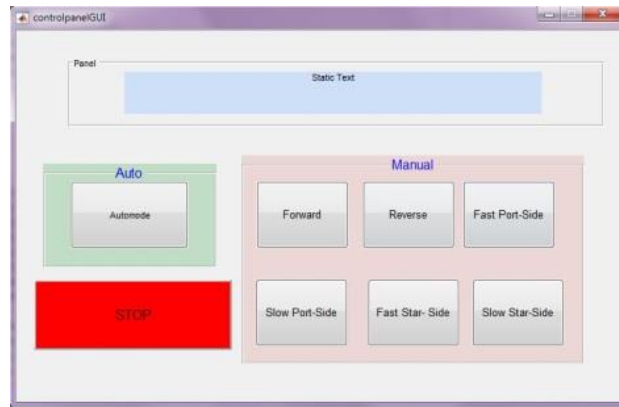 controlpanelGUI
Panel
Static Text
Auto
Automode
STOP
Manual
Forward
Reverse
Fast Port-Side
Slow Port-Side
Fast Star- Side
Slow Star-Side